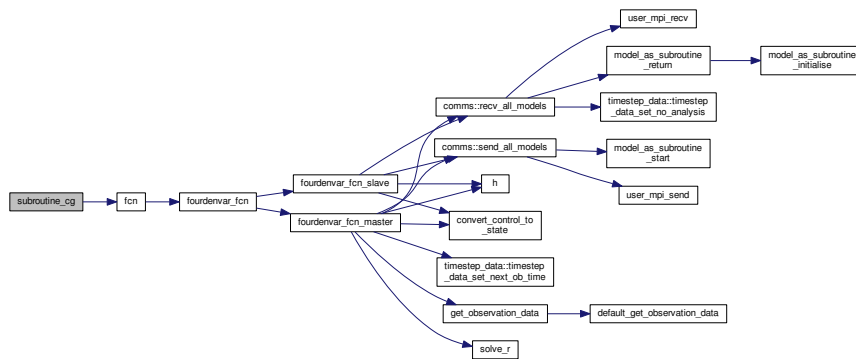 subroutine_cg
fcn
fourdenvar_fcn
fourdenvar_fcn_slave
fourdenvar_fcn_master
comms::recv_all_models
comms::send_all_models
h
convert_control_to
_state
timestep_data::timestep
_data_set_next_ob_time
get_observation_data
solve_r
user_mpi_recv
model_as_subroutine
_return
timestep_data::timestep
_data_set_no_analysis
model_as_subroutine
_start
user_mpi_send
default_get_observation_data
model_as_subroutine
_initialise